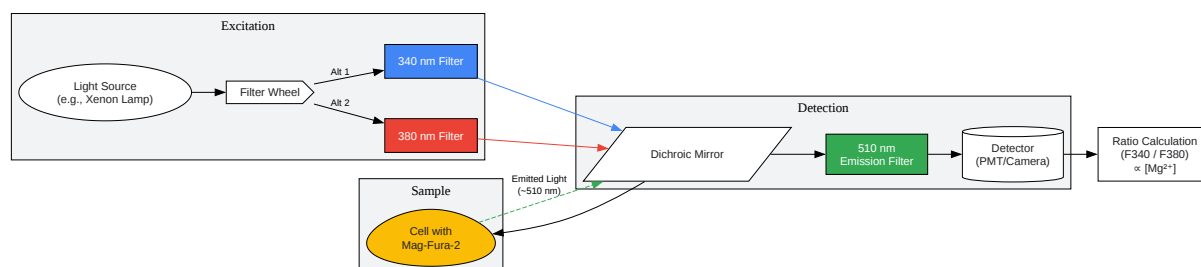 Excitation
Light Source
(e.g., Xenon Lamp)
Filter Wheel
Alt 1
Alt 2
340 nm Filter
380 nm Filter
Detection
Dichroic Mirror
510 nm
Emission Filter
Detector
(PMT/Camera)
Ratio Calculation
(F340 / F380)
∝ [Mg²⁺]
Sample
Emitted Light
(~510 nm)
Cell with
Mag-Fura-2